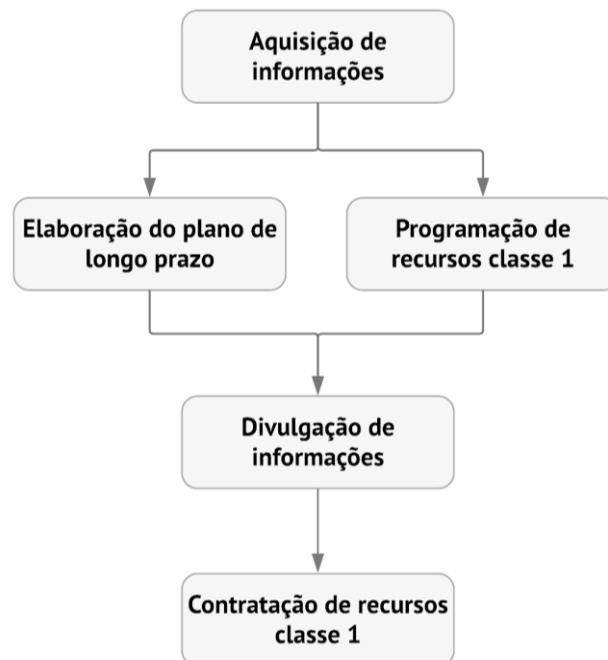 Aquisição de
informações
Elaboração do plano de
longo prazo
Programação de
recursos classe 1
Divulgação de
informações
Contratação de recursos
classe 1